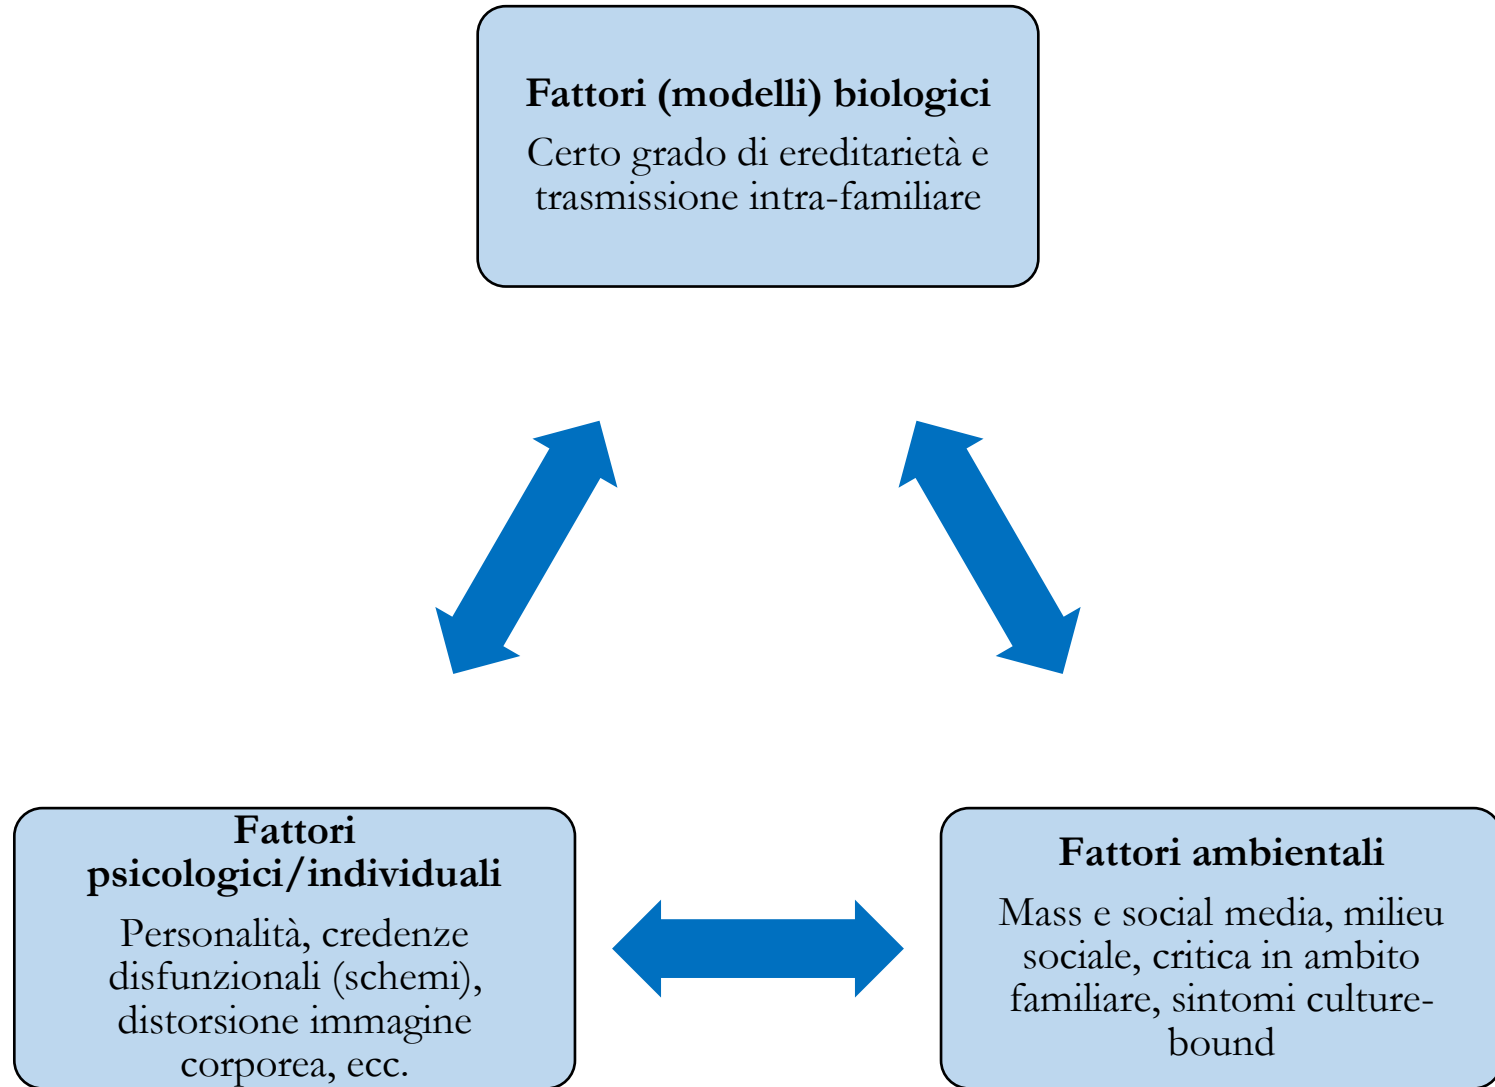 Fattori (modelli) biologici
Certo grado di ereditarietà e
trasmissione intra-familiare
Fattori
psicologici/individuali
Personalità, credenze
disfunzionali (schemi),
distorsione immagine
corporea, ecc.
Fattori ambientali
Mass e social media, milieu
sociale, critica in ambito
familiare, sintomi culture-
bound